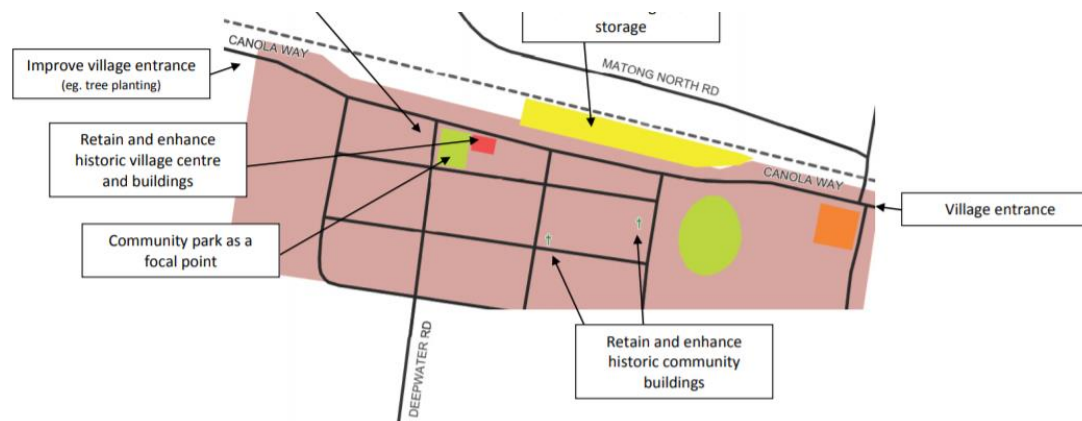 storage
CANOLA WAY
Improve village entrance
(eg. tree planting)
MATONG NORTH RD
Retain and enhance
historic village centre
and buildings
CANOLA WAY
Village entrance
Community park as a
focal point
Retain and enhance
historic community
buildings
DEEPWATER RD